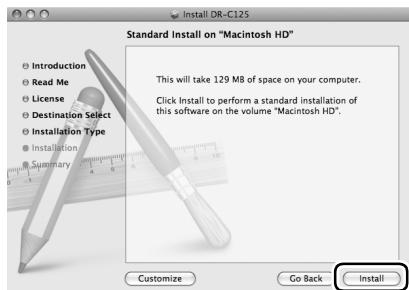 Install DR-C125
Standard Install on “Macintosh HD”
Introduction
Read Me
License
Destination Select
Installation Type
Installation
Summary
This will take 129 MB of space on your computer.
Click Install to perform a standard installation of
this software on the volume “Macintosh HD”.
Customize
Go Back
Install